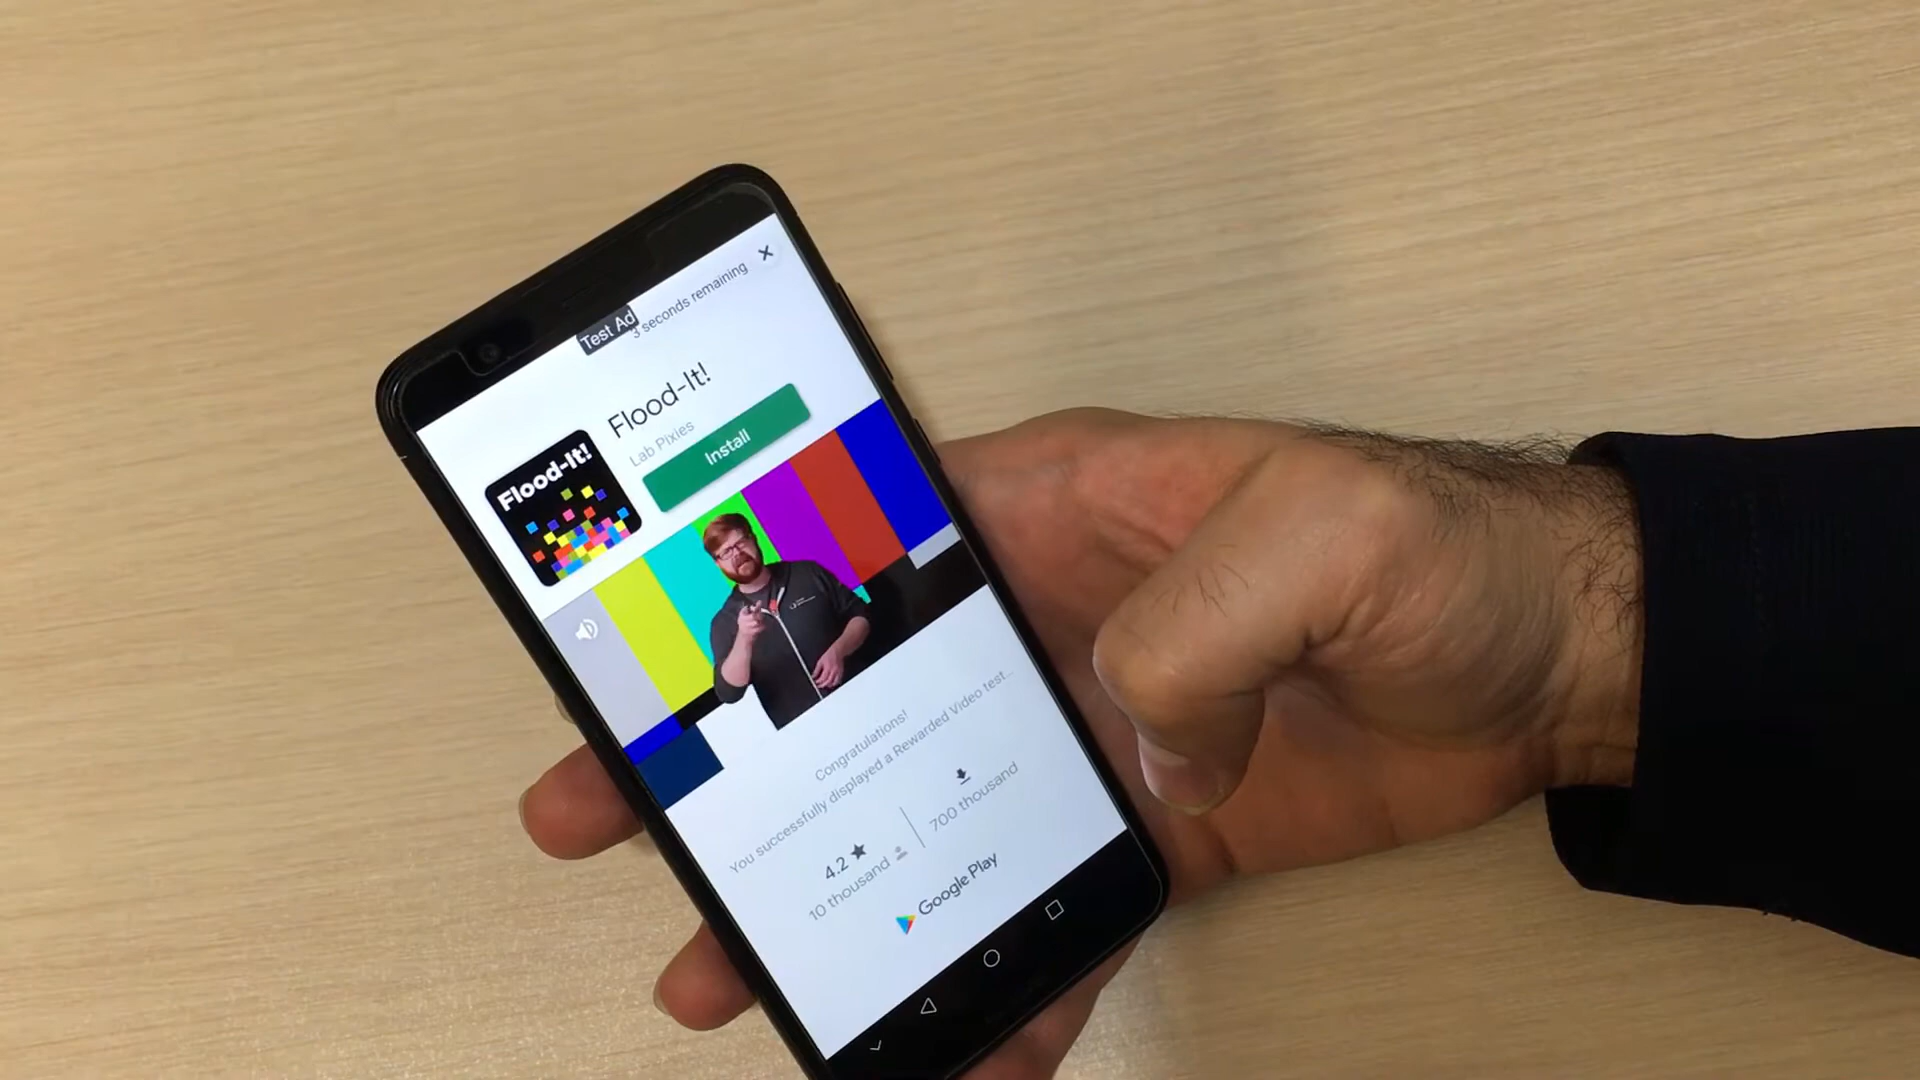 3 seconds remaining
Test Ad
Flood-It!
Lab Pixies
Install
Flood-It!
Congratulations!
You successfully displayed a Rewarded Video test...
4.2
10 thousand
700 thousand
Google Play